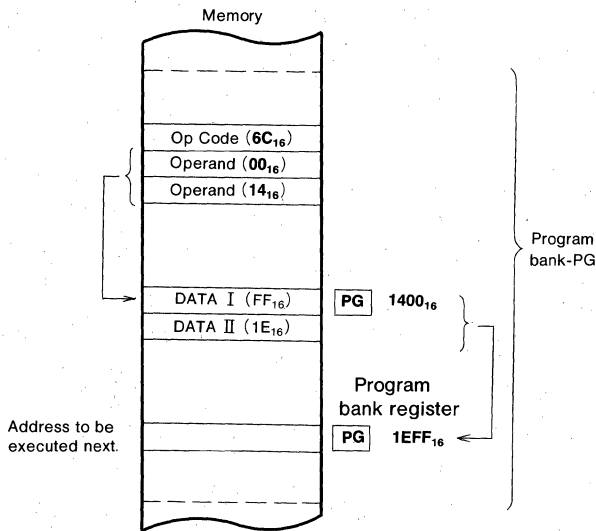 Memory
Op Code (6C₁₆)
Operand (00₁₆)
Operand (14₁₆)
Program
bank-PG
DATA Ⅰ (FF₁₆) PG 1400₁₆
DATA Ⅱ (1E₁₆)
Program
bank register
Address to be
executed next.
PG 1EFF₁₆